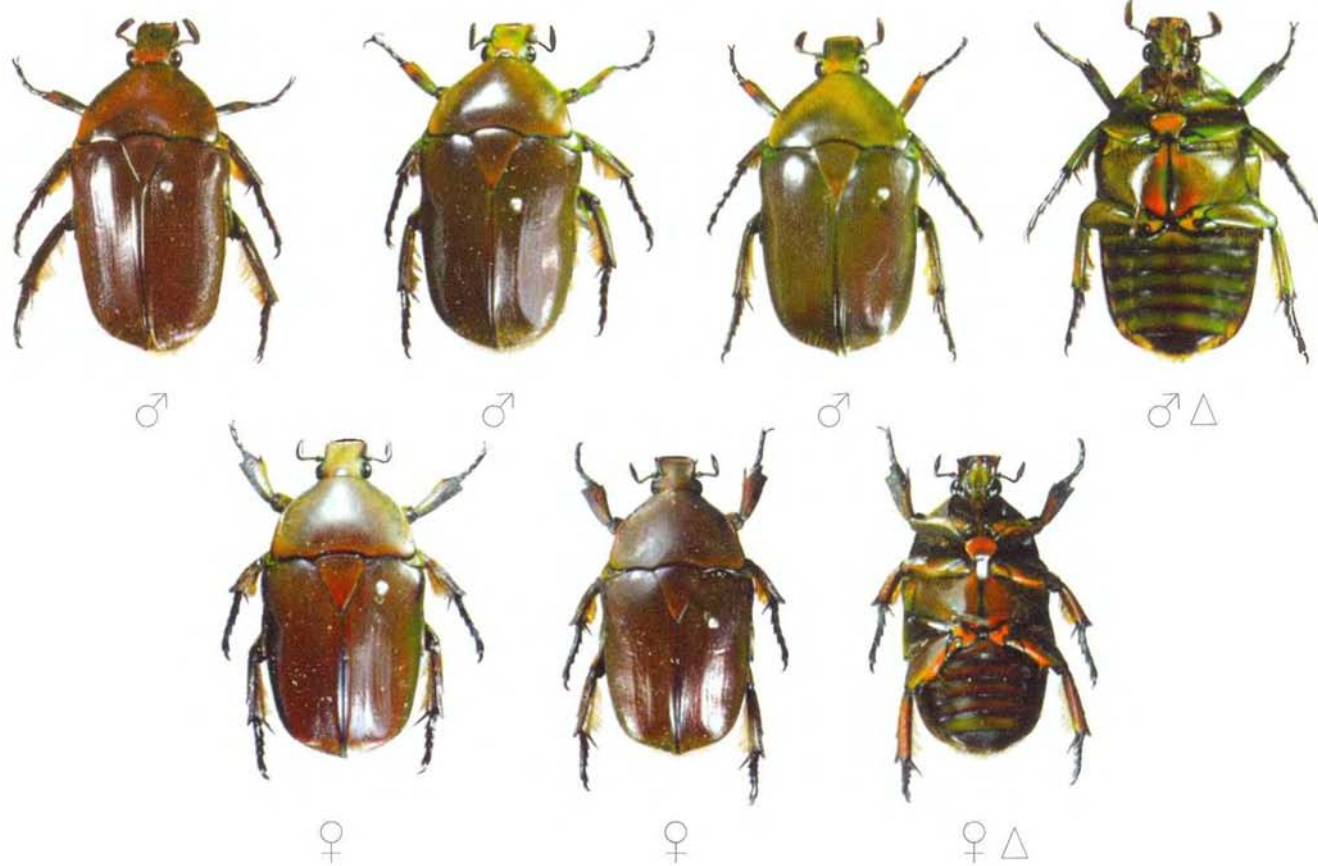 ♂ ♂ ♂ ♂ △
♀ ♀ ♀ △